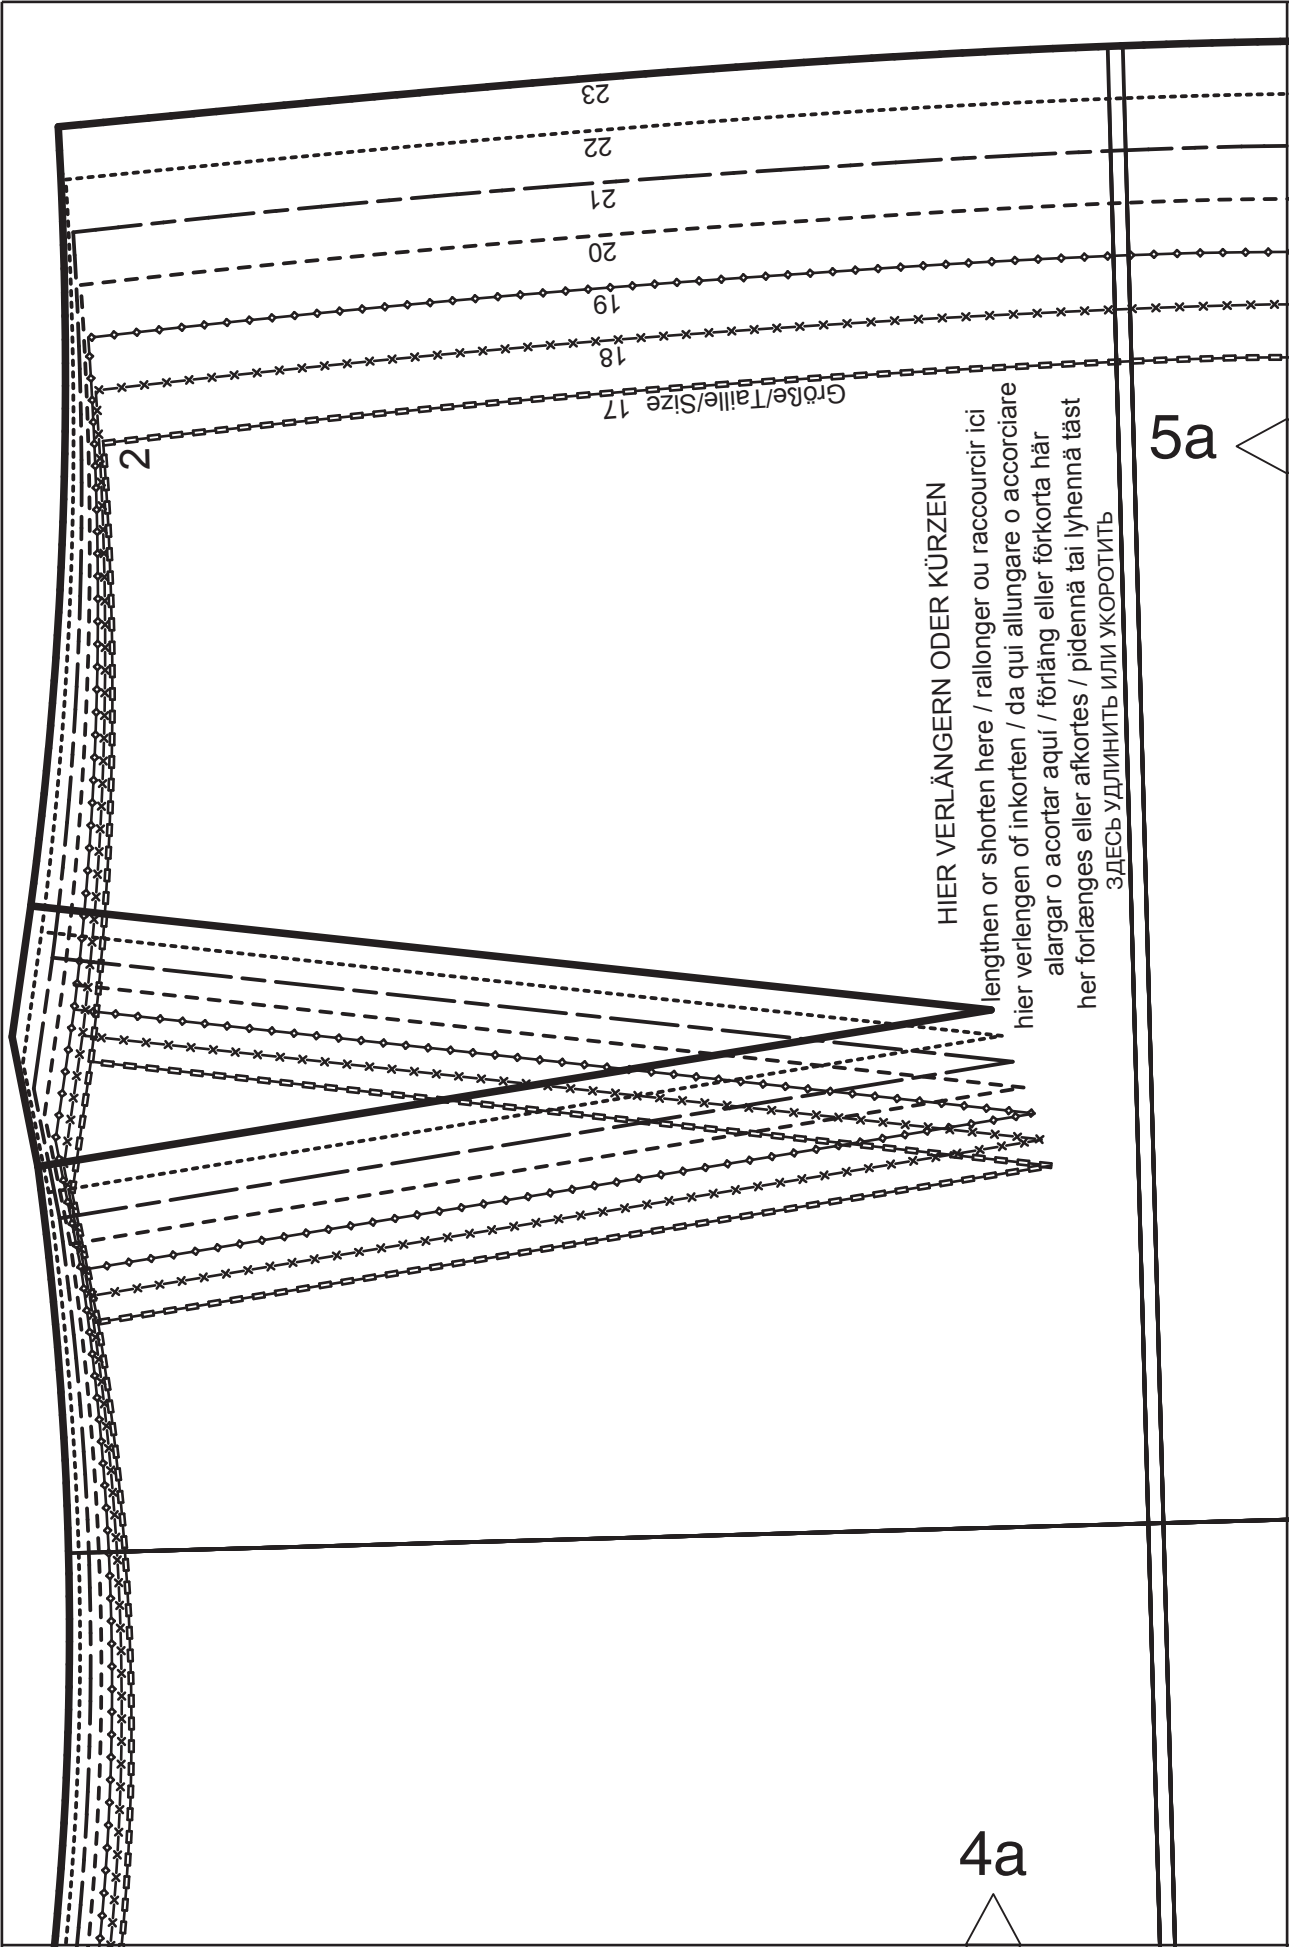 23
22
21
20
19
18
Größe/Taille/Size 17
2
5a
HIER VERLÄNGERN ODER KÜRZEN
lengthen or shorten here / rallonger ou raccourcir ici
hier verlengen of inkorten / da qui allungare o accorciare
alargar o acortar aquí / förläng eller förkorta här
her forlænges eller afkortes / pidennä tai lyhennä täst
ЗДЕСЬ УДЛИНИТЬ ИЛИ УКОРОТИТЬ
4a